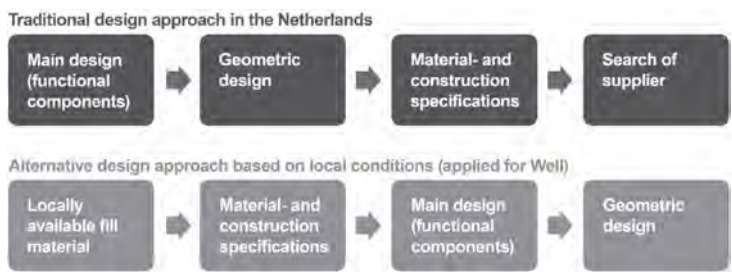 Traditional design approach in the Netherlands
Main design
(functional
components)
Geometric
design
Material- and
construction
specifications
Search of
supplier
Alternative design approach based on local conditions (applied for Well)
Locally
available fill
material
Material- and
construction
specifications
Main design
(functional
components)
Geometric
design